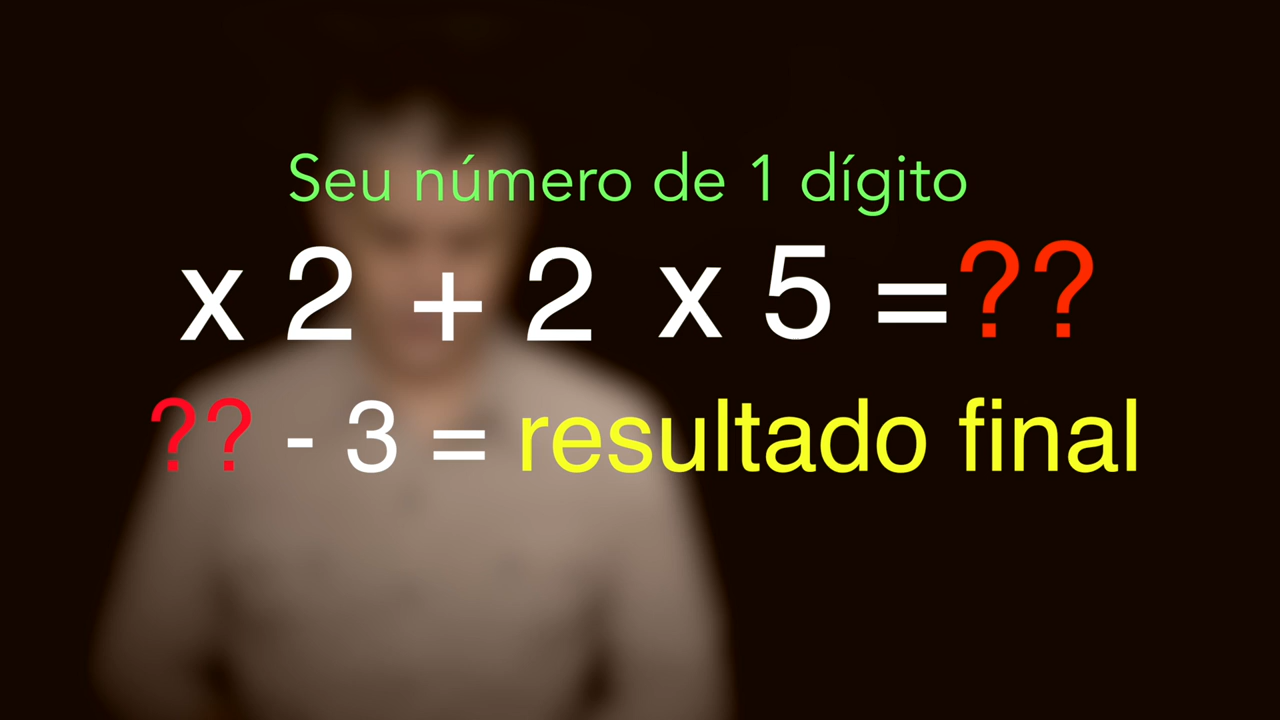 Seu número de 1 dígito
x 2 + 2 x 5 =??
?? - 3 = resultado final